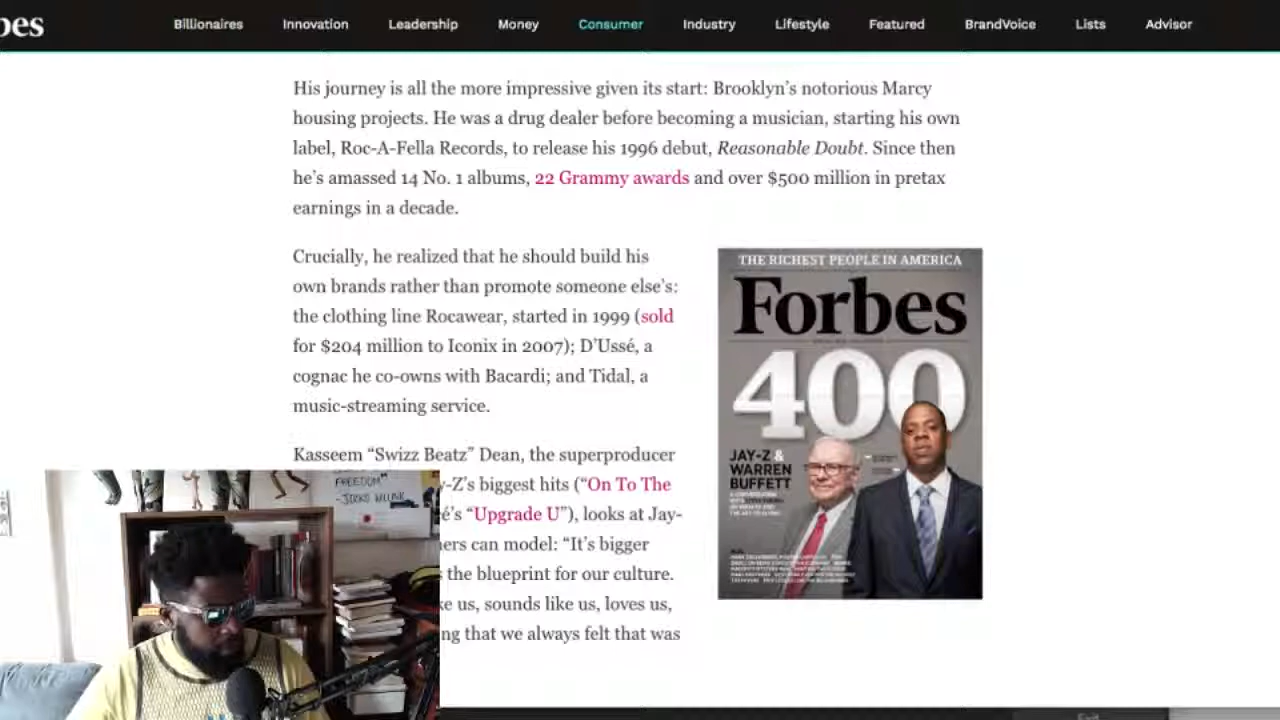 bes
Billionaires Innovation Leadership Money Consumer Industry Lifestyle Featured BrandVoice Lists Advisor
His journey is all the more impressive given its start: Brooklyn’s notorious Marcy
housing projects. He was a drug dealer before becoming a musician, starting his own
label, Roc-A-Fella Records, to release his 1996 debut, Reasonable Doubt. Since then
he’s amassed 14 No. 1 albums, 22 Grammy awards and over $500 million in pretax
earnings in a decade.
Crucially, he realized that he should build his
own brands rather than promote someone else’s:
the clothing line Rocawear, started in 1999 (sold
for $204 million to Iconix in 2007); D’Ussé, a
cognac he co-owns with Bacardi; and Tidal, a
music-streaming service.
Kasseem “Swizz Beatz” Dean, the superproducer
y-Z’s biggest hits (“On To The
é’s “Upgrade U”), looks at Jay-
ers can model: “It’s bigger
s the blueprint for our culture.
ke us, sounds like us, loves us,
ng that we always felt that was
THE RICHEST PEOPLE IN AMERICA
Forbes
400
JAY-Z &
WARREN
BUFFETT
FREEDOM"
- JOCKO WILLINK
Exit